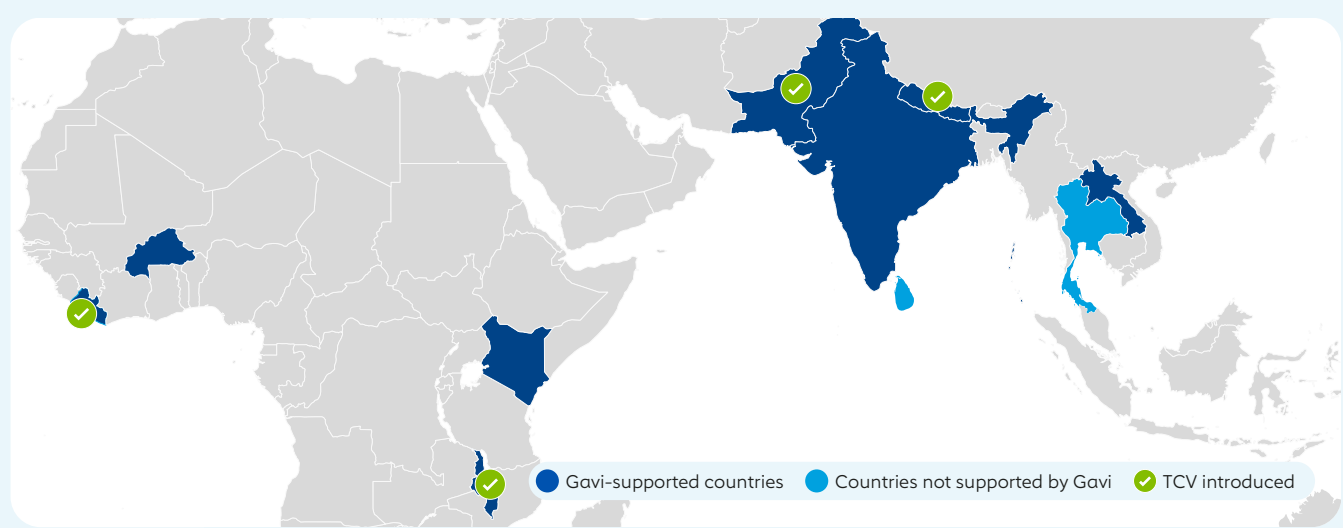 Gavi-supported countries
Countries not supported by Gavi
TCV introduced